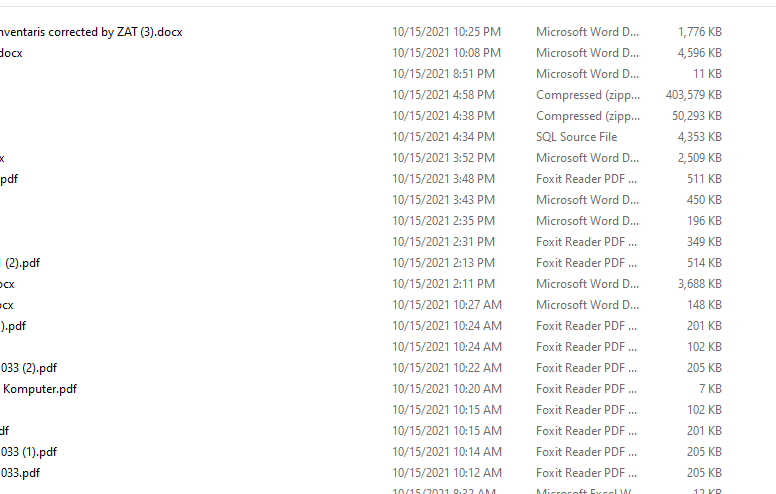 nventaris corrected by ZAT (3).docx 10/15/2021 10:25 PM Microsoft Word D... 1,776 KB
docx 10/15/2021 10:08 PM Microsoft Word D... 4,596 KB
10/15/2021 8:51 PM Microsoft Word D... 11 KB
10/15/2021 4:58 PM Compressed (zipp... 403,579 KB
10/15/2021 4:38 PM Compressed (zipp... 50,293 KB
10/15/2021 4:34 PM SQL Source File 4,353 KB
x 10/15/2021 3:52 PM Microsoft Word D... 2,509 KB
pdf 10/15/2021 3:48 PM Foxit Reader PDF ... 511 KB
10/15/2021 3:43 PM Microsoft Word D... 450 KB
10/15/2021 2:35 PM Microsoft Word D... 196 KB
10/15/2021 2:31 PM Foxit Reader PDF ... 349 KB
(2).pdf 10/15/2021 2:13 PM Foxit Reader PDF ... 514 KB
ocx 10/15/2021 2:11 PM Microsoft Word D... 3,688 KB
cx 10/15/2021 10:27 AM Microsoft Word D... 148 KB
).pdf 10/15/2021 10:24 AM Foxit Reader PDF ... 201 KB
10/15/2021 10:24 AM Foxit Reader PDF ... 102 KB
033 (2).pdf 10/15/2021 10:22 AM Foxit Reader PDF ... 205 KB
Komputer.pdf 10/15/2021 10:20 AM Foxit Reader PDF ... 7 KB
10/15/2021 10:15 AM Foxit Reader PDF ... 102 KB
df 10/15/2021 10:15 AM Foxit Reader PDF ... 201 KB
033 (1).pdf 10/15/2021 10:14 AM Foxit Reader PDF ... 205 KB
033.pdf 10/15/2021 10:12 AM Foxit Reader PDF ... 205 KB
10/15/2021 8:32 AM Microsoft Excel W... 12 KB